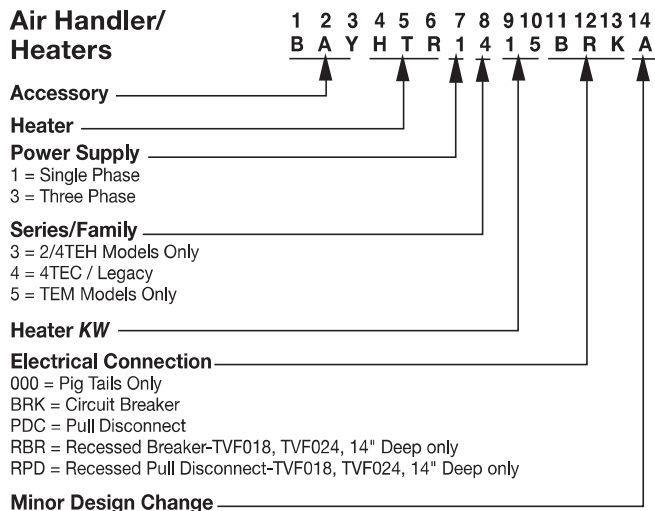 Air Handler/ 1 2 3 4 5 6 7 8 9 10 11 12 13 14
Heaters B A Y H T R 1 4 1 5 B R K A
Accessory
Heater
Power Supply
1 = Single Phase
3 = Three Phase
Series/Family
3 = 2/4TEH Models Only
4 = 4TEC / Legacy
5 = TEM Models Only
Heater KW
Electrical Connection
000 = Pig Tails Only
BRK = Circuit Breaker
PDC = Pull Disconnect
RBR = Recessed Breaker-TVF018, TVF024, 14" Deep only
RPD = Recessed Pull Disconnect-TVF018, TVF024, 14" Deep only
Minor Design Change